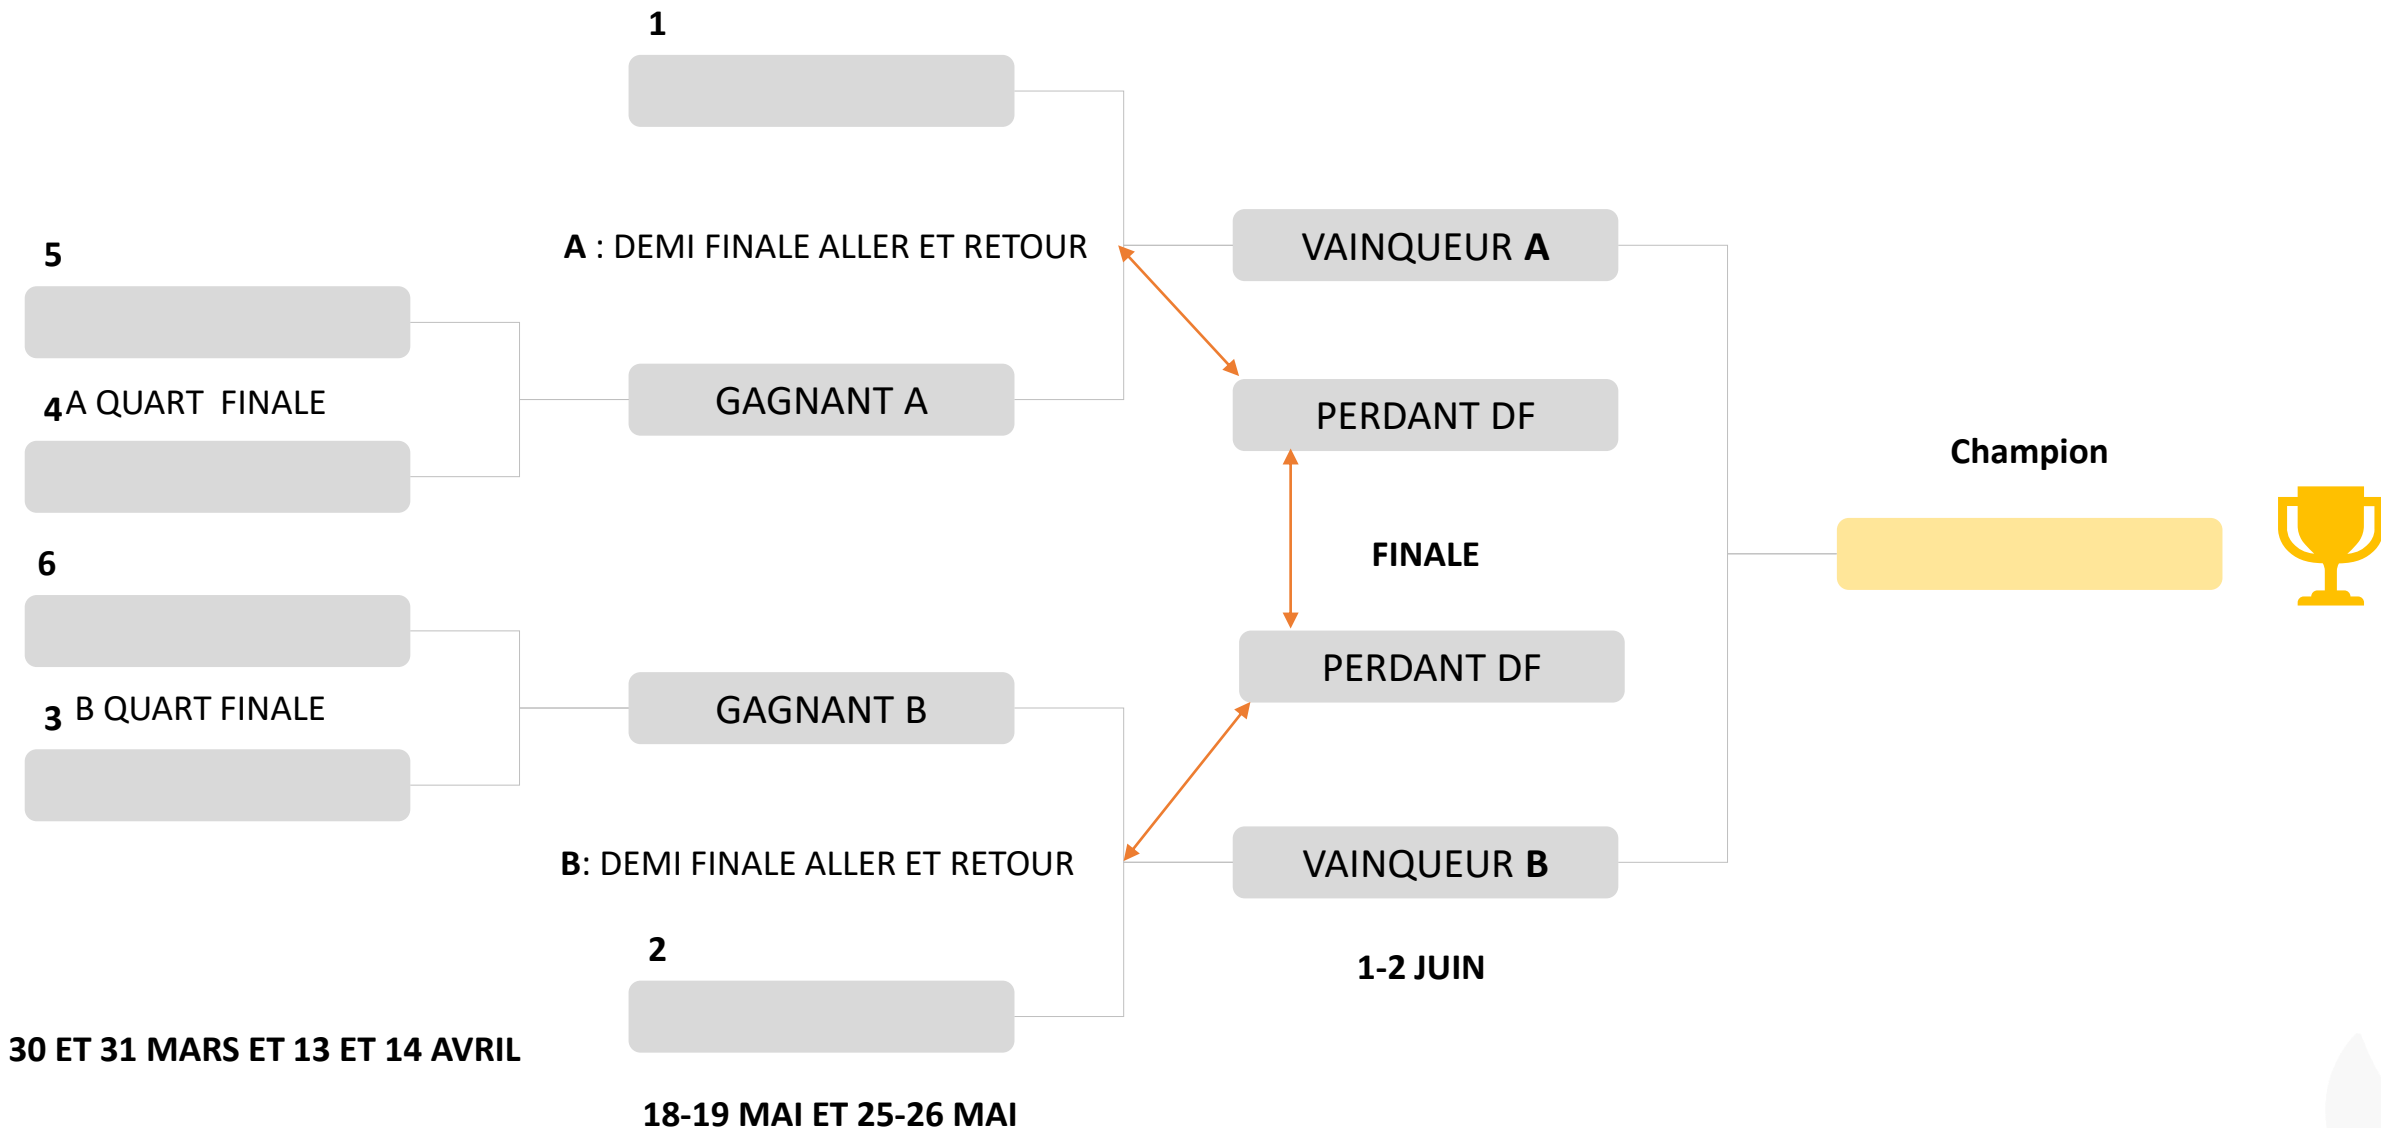 1
A : DEMI FINALE ALLER ET RETOUR
VAINQUEUR A
5
4 A QUART  FINALE
GAGNANT A
PERDANT DF
Champion
FINALE
6
3 B QUART FINALE
GAGNANT B
PERDANT DF
B: DEMI FINALE ALLER ET RETOUR
VAINQUEUR B
2
1-2 JUIN
30 ET 31 MARS ET 13 ET 14 AVRIL
18-19 MAI ET 25-26 MAI